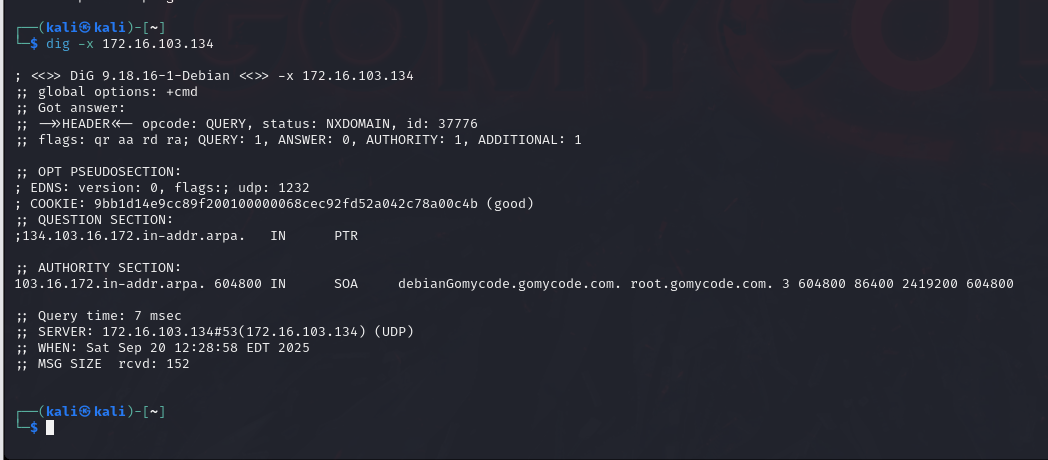 ┌──(kali㉿kali)-[~]
└─$ dig -x 172.16.103.134

; <<>> DiG 9.18.16-1-Debian <<>> -x 172.16.103.134
;; global options: +cmd
;; Got answer:
;; ->>HEADER<<- opcode: QUERY, status: NXDOMAIN, id: 37776
;; flags: qr aa rd ra; QUERY: 1, ANSWER: 0, AUTHORITY: 1, ADDITIONAL: 1

;; OPT PSEUDOSECTION:
; EDNS: version: 0, flags:; udp: 1232
; COOKIE: 9bb1d14e9cc89f200100000068cec92fd52a042c78a00c4b (good)
;; QUESTION SECTION:
;134.103.16.172.in-addr.arpa.   IN      PTR

;; AUTHORITY SECTION:
103.16.172.in-addr.arpa. 604800 IN      SOA     debianGomycode.gomycode.com. root.gomycode.com. 3 604800 86400 2419200 604800

;; Query time: 7 msec
;; SERVER: 172.16.103.134#53(172.16.103.134) (UDP)
;; WHEN: Sat Sep 20 12:28:58 EDT 2025
;; MSG SIZE  rcvd: 152

┌──(kali㉿kali)-[~]
└─$